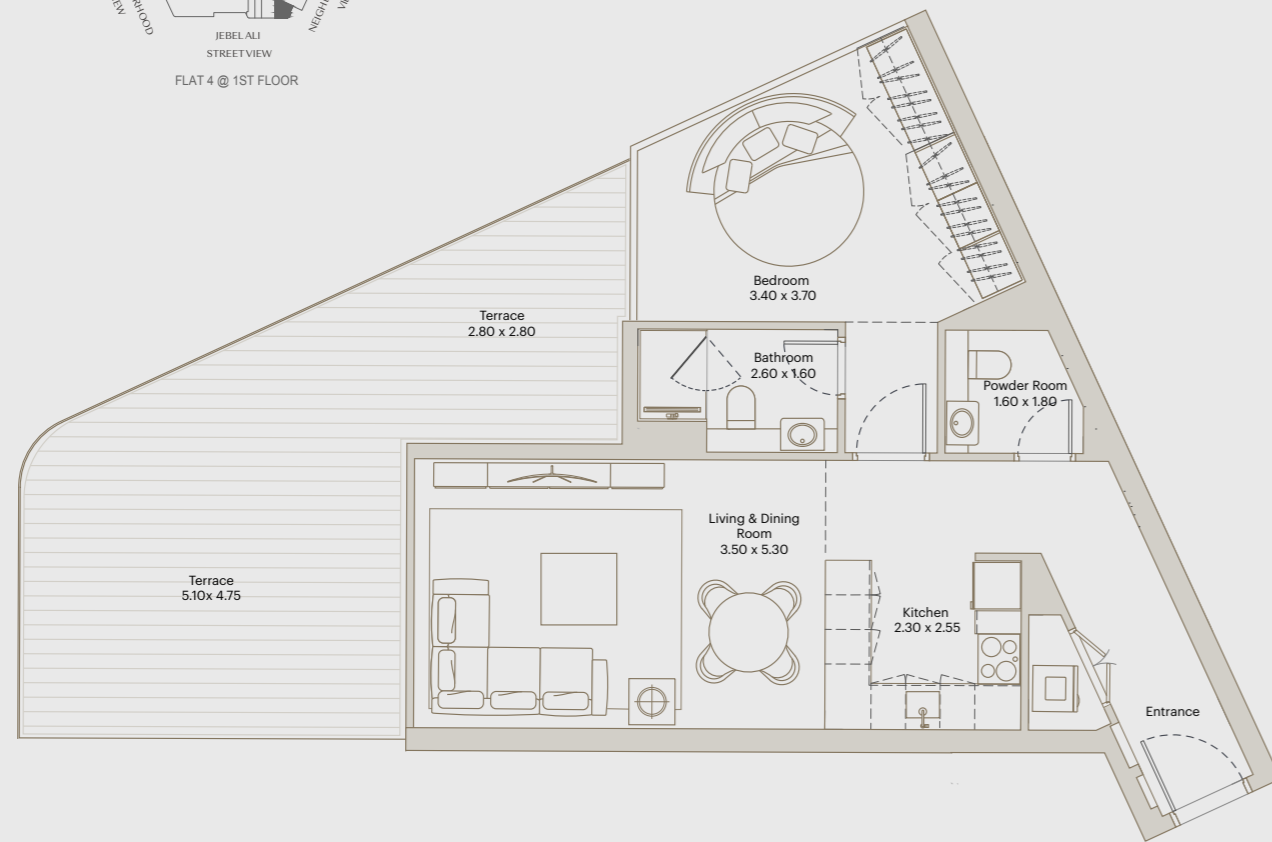 JEBEL ALI
STREET VIEW
FLAT 4 @ 1ST FLOOR
Bedroom
3.40 x 3.70
Terrace
2.80 x 2.80
Bathroom
2.60 x 1.60
Powder Room
1.60 x 1.80
Living & Dining
Room
3.50 x 5.30
Terrace
5.10x 4.75
Kitchen
2.30 x 2.55
Entrance